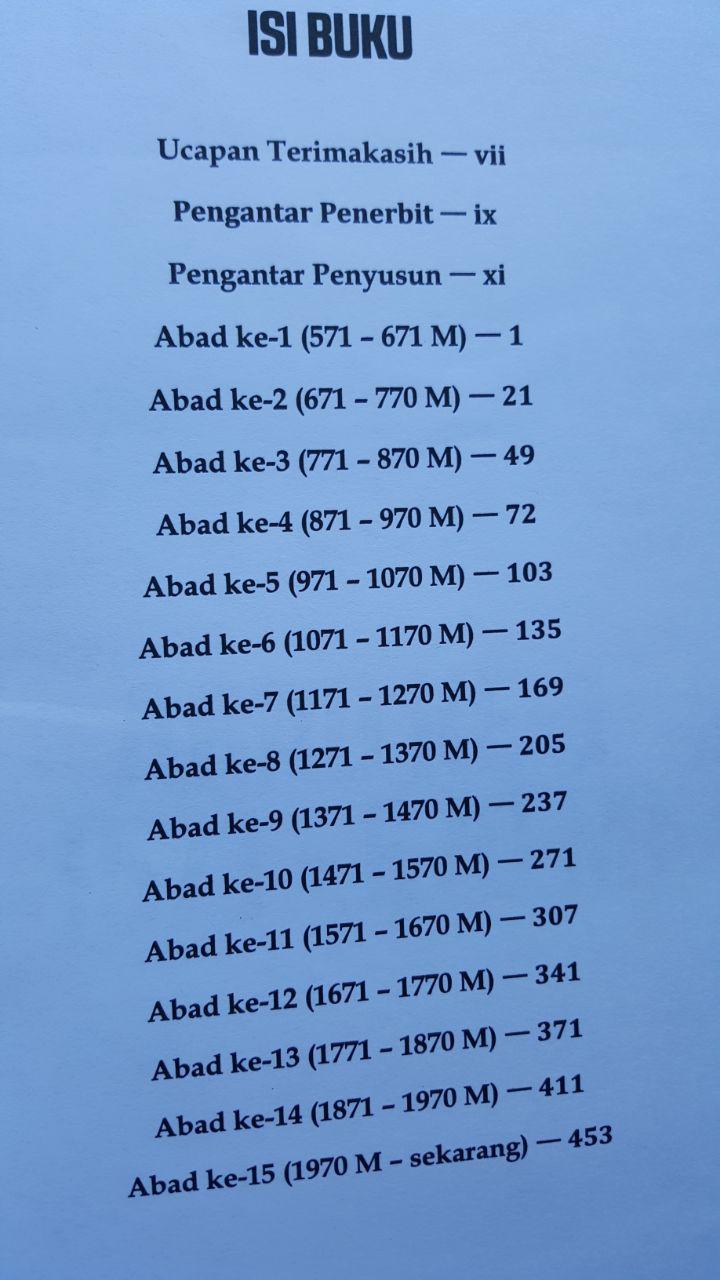 ISI BUKU
Ucapan Terimakasih — vii
Pengantar Penerbit — ix
Pengantar Penyusun — xi
Abad ke-1 (571 – 671 M) — 1
Abad ke-2 (671 – 770 M) — 21
Abad ke-3 (771 – 870 M) — 49
Abad ke-4 (871 – 970 M) — 72
Abad ke-5 (971 – 1070 M) — 103
Abad ke-6 (1071 – 1170 M) — 135
Abad ke-7 (1171 – 1270 M) — 169
Abad ke-8 (1271 – 1370 M) — 205
Abad ke-9 (1371 – 1470 M) — 237
Abad ke-10 (1471 – 1570 M) — 271
Abad ke-11 (1571 – 1670 M) — 307
Abad ke-12 (1671 – 1770 M) — 341
Abad ke-13 (1771 – 1870 M) — 371
Abad ke-14 (1871 – 1970 M) — 411
Abad ke-15 (1970 M – sekarang) — 453